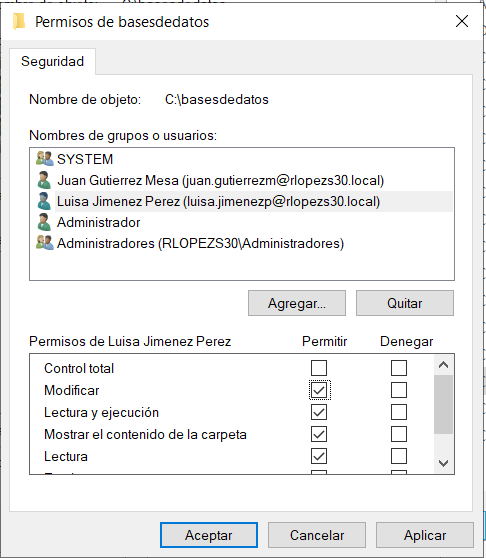 Permisos de basesdedatos
Seguridad
Nombre de objeto: C:\basesdedatos
Nombres de grupos o usuarios:
SYSTEM
Juan Gutierrez Mesa (juan.gutierrezm@rlopezs30.local)
Luisa Jimenez Perez (luisa.jimenezp@rlopezs30.local)
Administrador
Administradores (RLOPEZS30\Administradores)
Agregar... Quitar
Permisos de Luisa Jimenez Perez Permitir Denegar
Control total
Modificar
Lectura y ejecución
Mostrar el contenido de la carpeta
Lectura
Aceptar Cancelar Aplicar